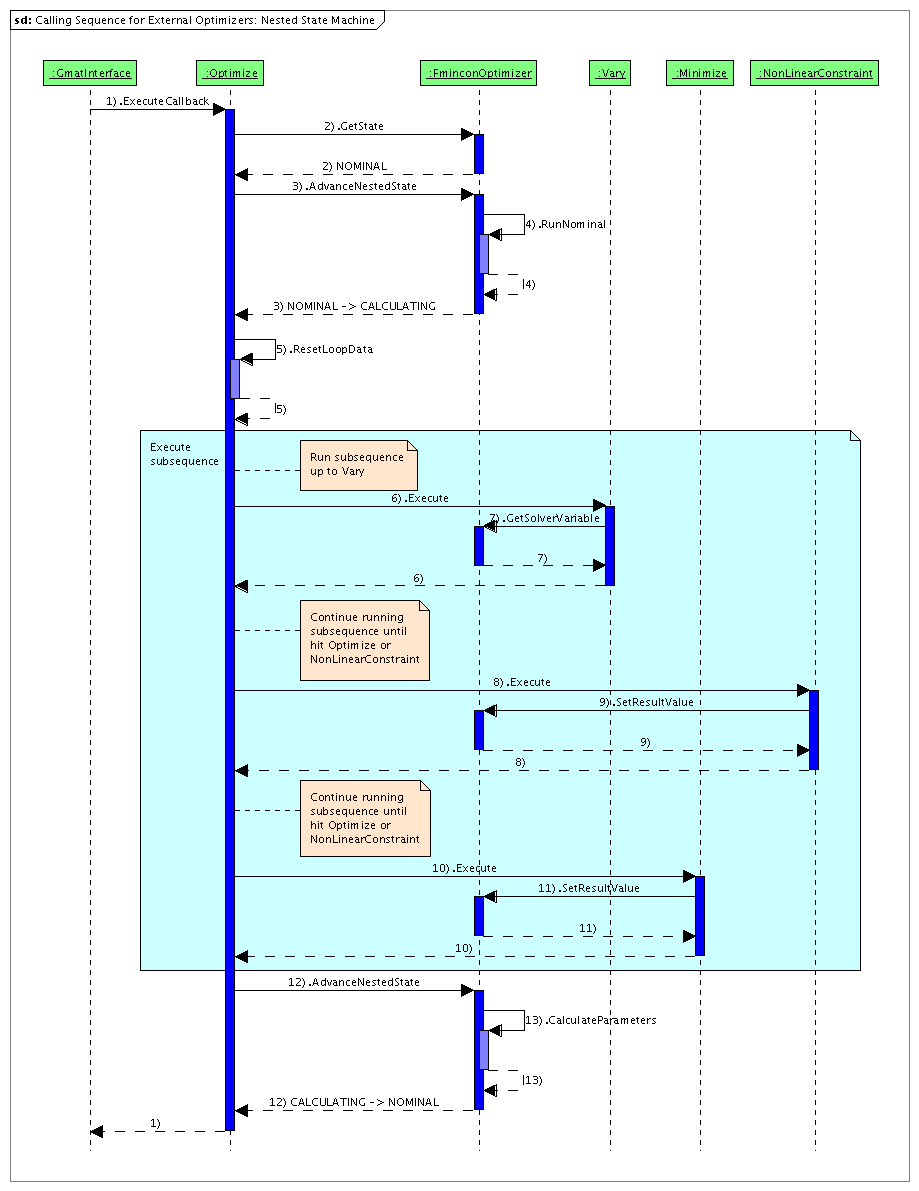 sd: Calling Sequence for External Optimizers: Nested State Machine
:GmatInterface
:Optimize
:FminconOptimizer
:Vary
:Minimize
:NonLinearConstraint
1).ExecuteCallback
2).GetState
2) NOMINAL
3).AdvanceNestedState
4).RunNominal
4)
3) NOMINAL -> CALCULATING
5).ResetLoopData
5)
Execute
subsequence
Run subsequence
up to Vary
6).Execute
7).GetSolverVariable
7)
6)
Continue running
subsequence until
hit Optimize or
NonLinearConstraint
8).Execute
9).SetResultValue
9)
8)
Continue running
subsequence until
hit Optimize or
NonLinearConstraint
10).Execute
11).SetResultValue
11)
10)
12).AdvanceNestedState
13).CalculateParameters
13)
12) CALCULATING -> NOMINAL
1)